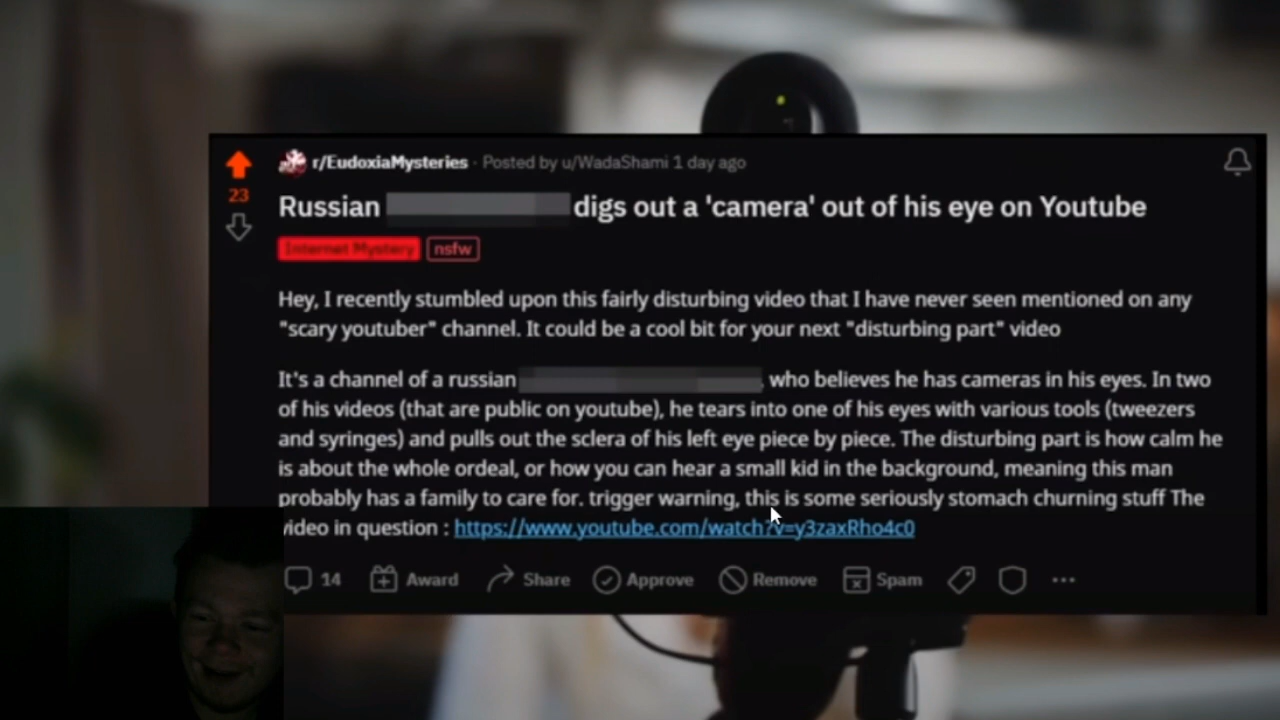 r/EudoxiaMysteries · Posted by u/WadaShami 1 day ago
23
Russian digs out a 'camera' out of his eye on Youtube
Internet Mystery nsfw
Hey, I recently stumbled upon this fairly disturbing video that I have never seen mentioned on any
"scary youtuber" channel. It could be a cool bit for your next "disturbing part" video
It's a channel of a russian , who believes he has cameras in his eyes. In two
of his videos (that are public on youtube), he tears into one of his eyes with various tools (tweezers
and syringes) and pulls out the sclera of his left eye piece by piece. The disturbing part is how calm he
is about the whole ordeal, or how you can hear a small kid in the background, meaning this man
probably has a family to care for. trigger warning, this is some seriously stomach churning stuff The
video in question : https://www.youtube.com/watch?v=y3zaxRho4c0
14 Award Share Approve Remove Spam